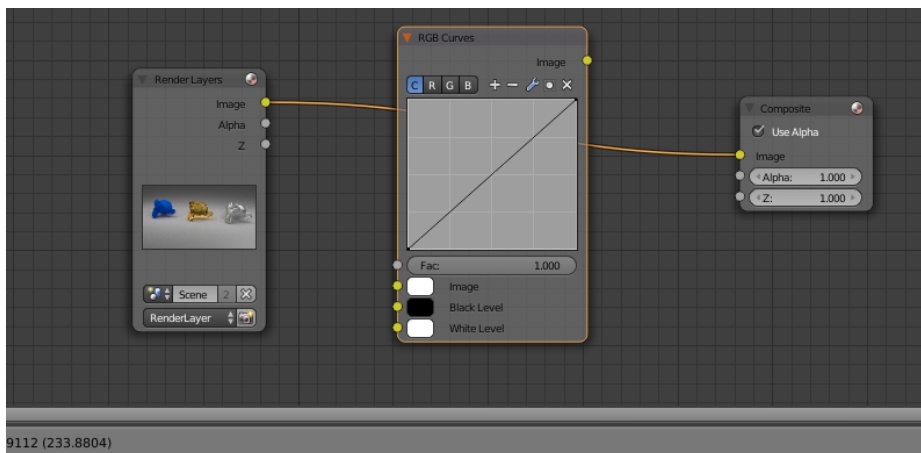 Render Layers
Image
Alpha
Z
Scene 2
RenderLayer
RGB Curves
Image
C R G B
Fac: 1.000
Image
Black Level
White Level
Composite
Use Alpha
Image
Alpha: 1.000
Z: 1.000
9112 (233.8804)